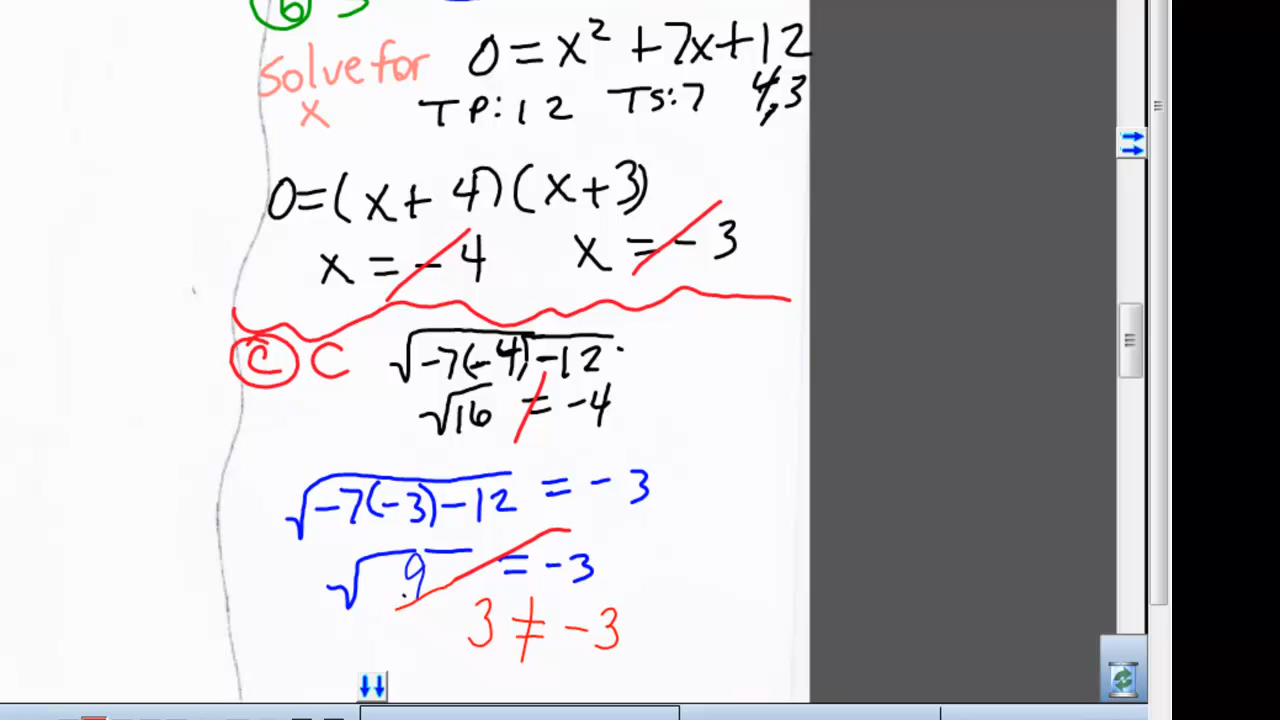 6 5
Solve for x
0 = x² + 7x + 12
TP: 12 TS: 7 4,3
0 = (x + 4)(x + 3)
x = -4 x = -3
C C √-7(-4)-12
√16 ≠ -4
√-7(-3)-12 = -3
√9 = -3
3 ≠ -3